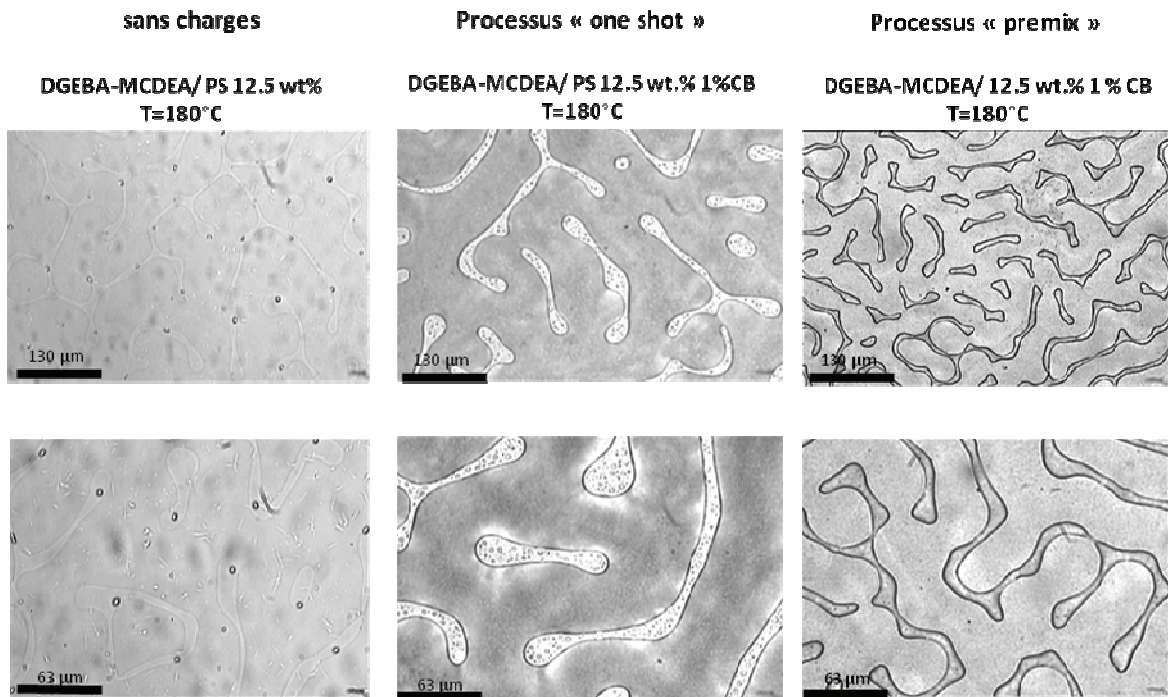 sans charges
Processus « one shot »
Processus « premix »
DGEBA-MCDEA/ PS 12.5 wt%
T=180°C
DGEBA-MCDEA/ PS 12.5 wt.% 1%CB
T=180°C
DGEBA-MCDEA/ 12.5 wt.% 1 % CB
T=180°C
130 µm
130 µm
130 µm
63 µm
63 µm
63 µm